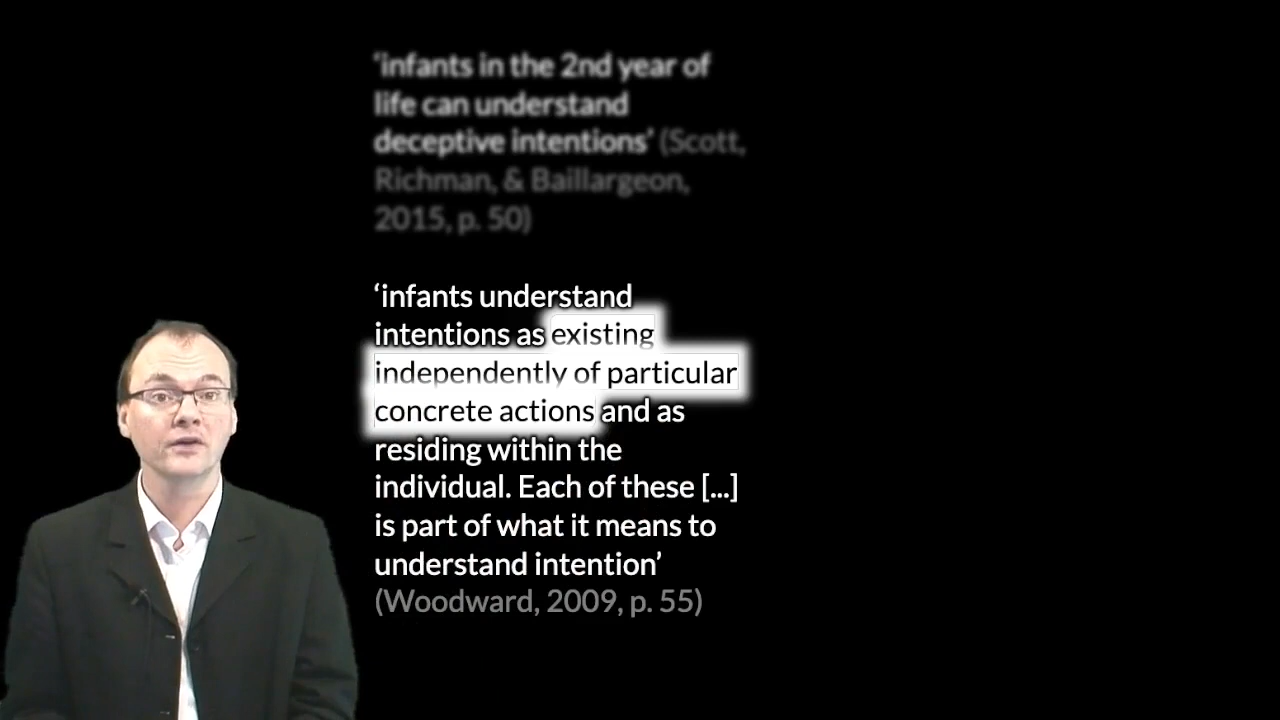 ‘infants in the 2nd year of
life can understand
deceptive intentions’ (Scott,
Richman, & Baillargeon,
2015, p. 50)
‘infants understand
intentions as existing
independently of particular
concrete actions and as
residing within the
individual. Each of these [...]
is part of what it means to
understand intention’
(Woodward, 2009, p. 55)